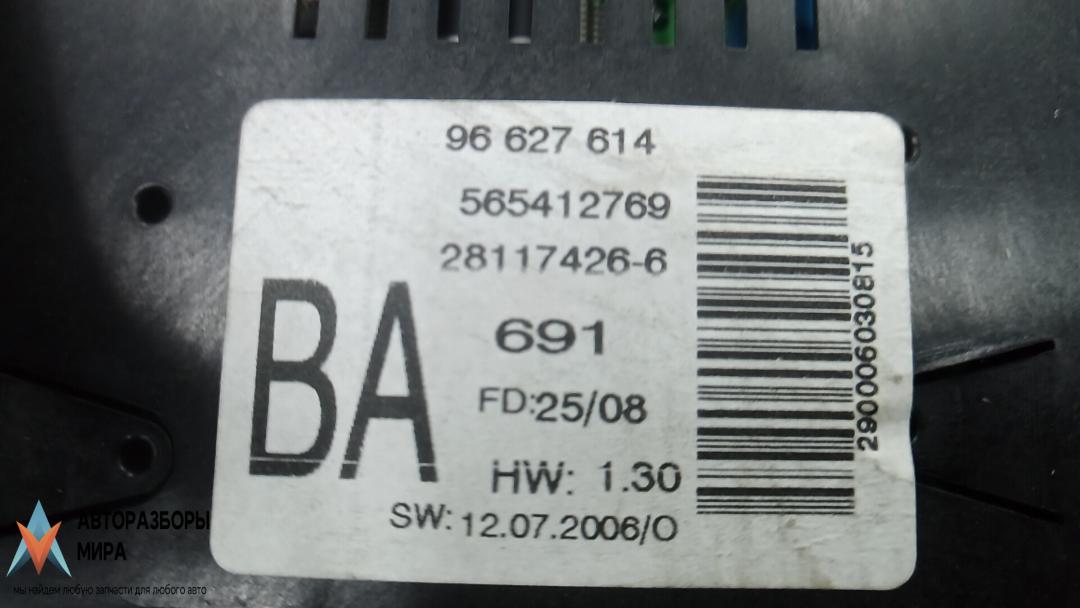 96 627 614
565412769
28117426-6
BA
691
FD:25/08
HW: 1.30
SW: 12.07.2006/O
290006030815
АВТОРАЗБОРЫ
МИРА
мы найдем любую запчасти для любого авто